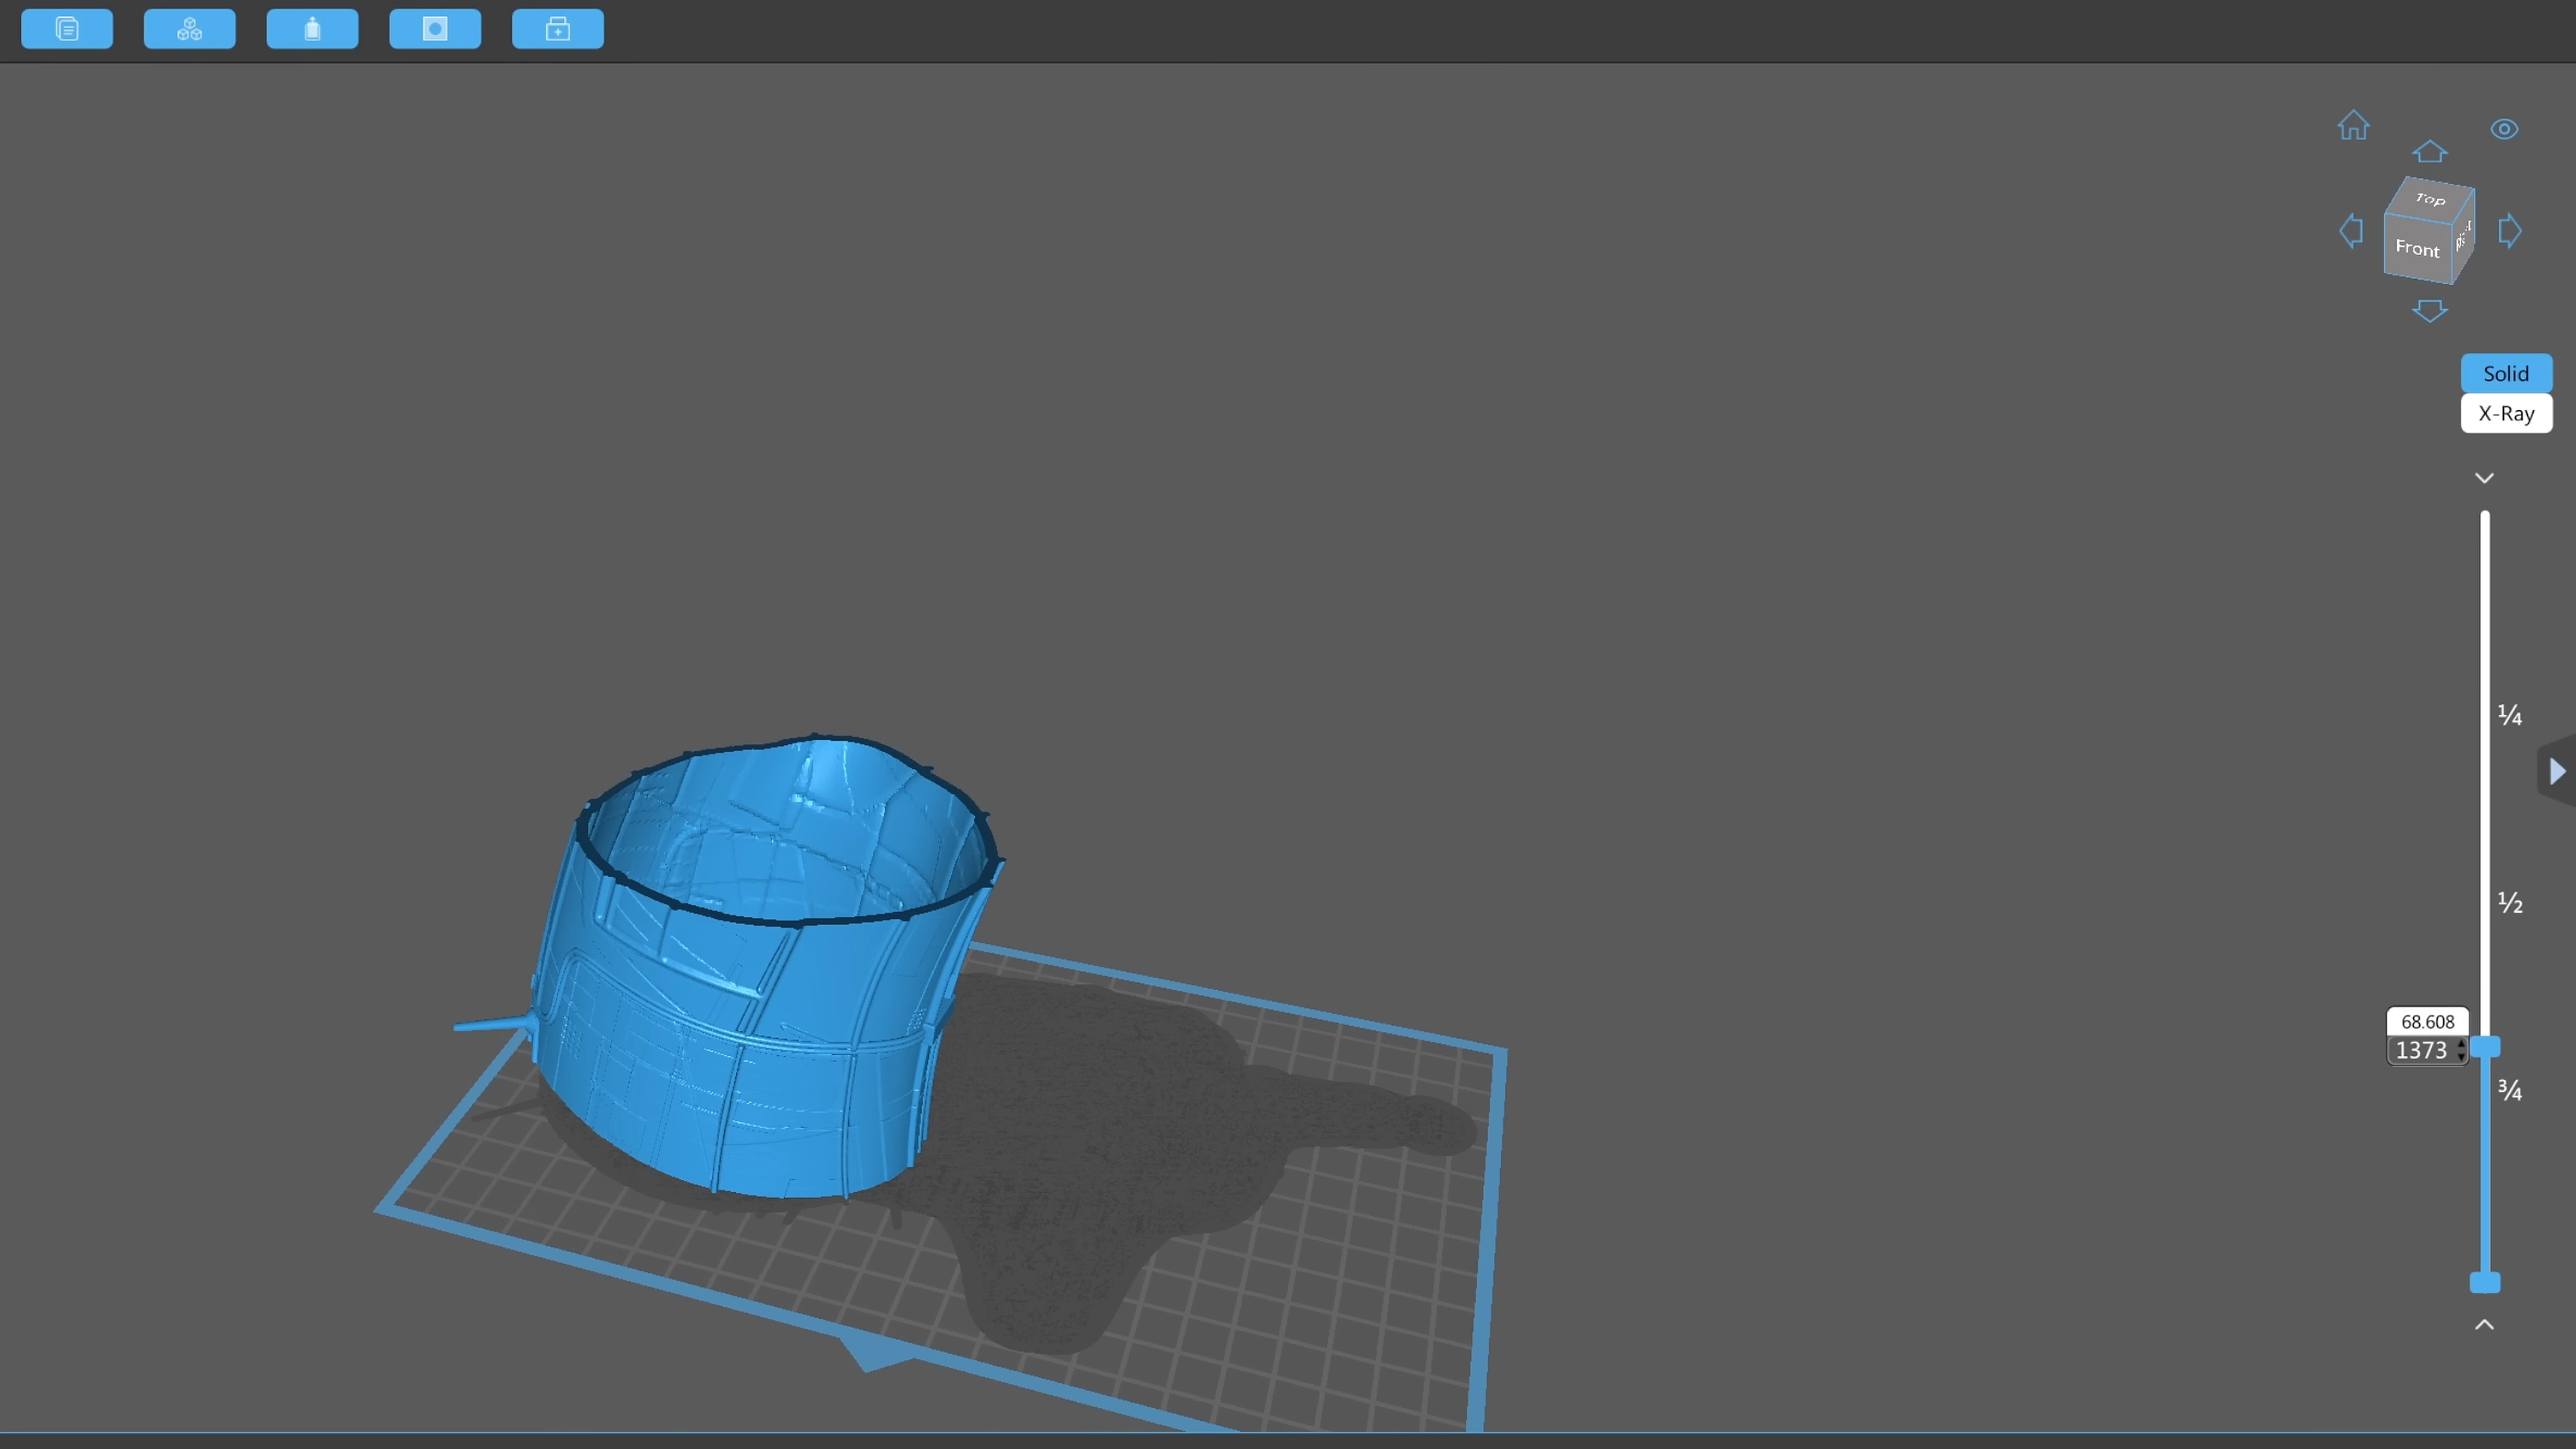 Top
Front
Solid
X-Ray
¼
½
68.608
1373
¾